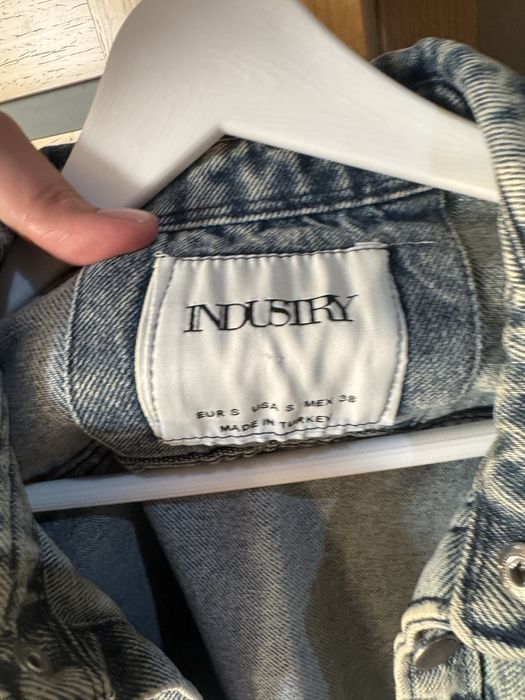 INDUSTRY
EUR S USA S MEX 38
MADE IN TURKEY